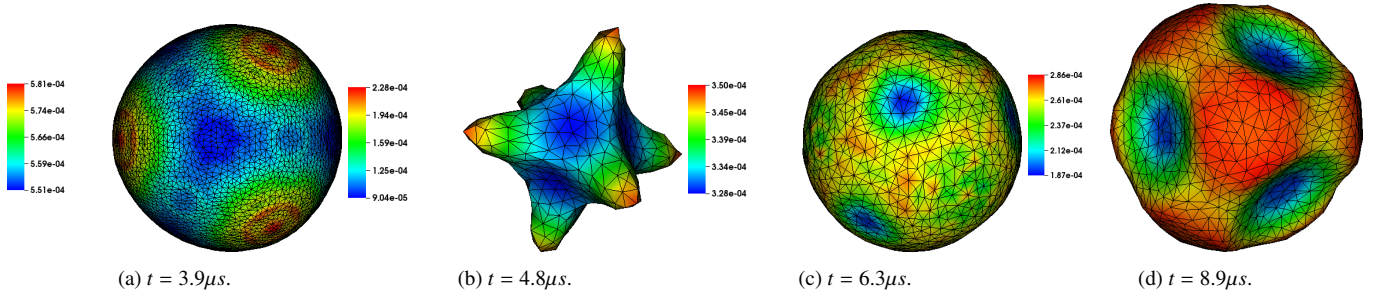 5.81e-04
5.74e-04
5.66e-04
5.59e-04
5.51e-04
2.28e-04
1.94e-04
1.59e-04
1.25e-04
9.04e-05
3.50e-04
3.45e-04
3.39e-04
3.34e-04
3.28e-04
2.86e-04
2.61e-04
2.37e-04
2.12e-04
1.87e-04
(a) t = 3.9μs.
(b) t = 4.8μs.
(c) t = 6.3μs.
(d) t = 8.9μs.